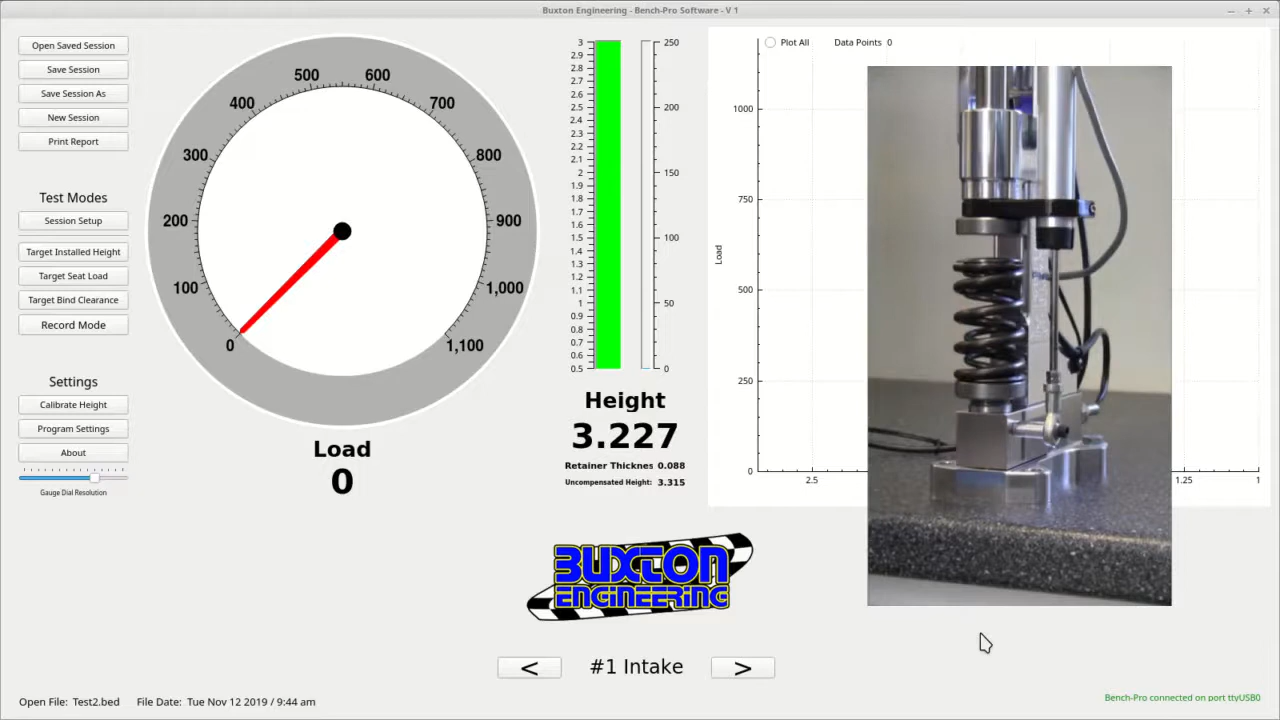 Buxton Engineering - Bench-Pro Software - V 1
Open Saved Session
Save Session
Save Session As
New Session
Print Report
Test Modes
Session Setup
Target Installed Height
Target Seat Load
Target Bind Clearance
Record Mode
Settings
Calibrate Height
Program Settings
About
Gauge Dial Resolution
0
100
200
300
400
500
600
700
800
900
1,000
1,100
Load
0
3
2.9
2.8
2.7
2.6
2.5
2.4
2.3
2.2
2.1
2
1.9
1.8
1.7
1.6
1.5
1.4
1.3
1.2
1.1
1
0.9
0.8
0.7
0.6
0.5
250
200
150
100
50
0
Height
3.227
Retainer Thicknes 0.088
Uncompensated Height: 3.315
Plot All
Data Points 0
Load
1000
750
500
250
0
2.5
1.25
1
BUXTON
ENGINEERING
< #1 Intake >
Open File: Test2.bed File Date: Tue Nov 12 2019 / 9:44 am
Bench-Pro connected on port ttyUSB0